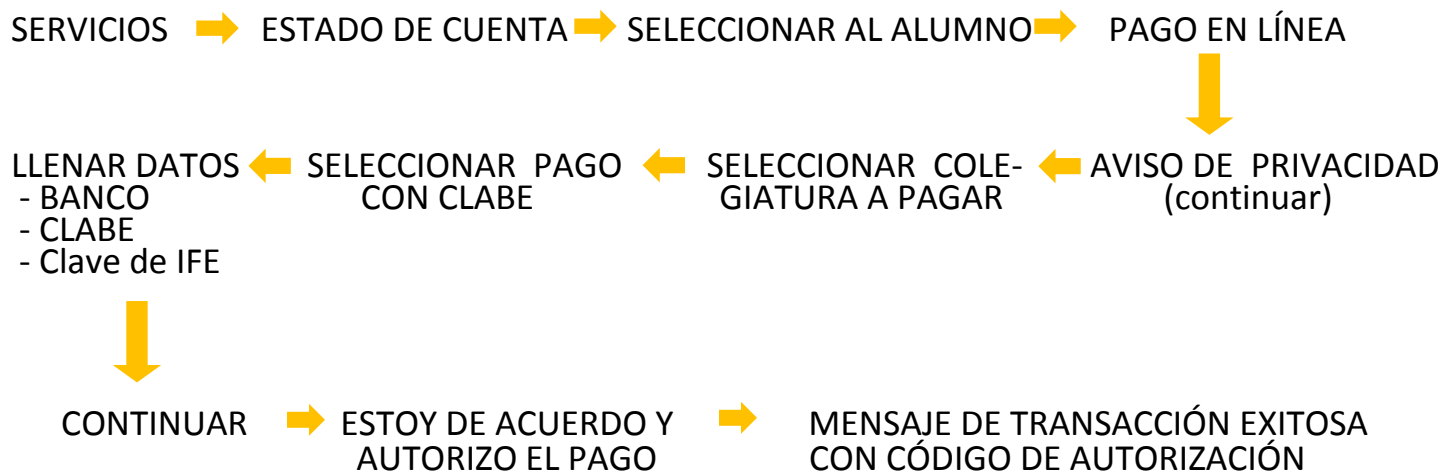 SERVICIOS
ESTADO DE CUENTA
SELECCIONAR AL ALUMNO
PAGO EN LÍNEA
AVISO DE PRIVACIDAD
(continuar)
SELECCIONAR COLE-
GIATURA A PAGAR
SELECCIONAR PAGO
CON CLABE
LLENAR DATOS
- BANCO
- CLABE
- Clave de IFE
CONTINUAR
ESTOY DE ACUERDO Y
AUTORIZO EL PAGO
MENSAJE DE TRANSACCIÓN EXITOSA
CON CÓDIGO DE AUTORIZACIÓN